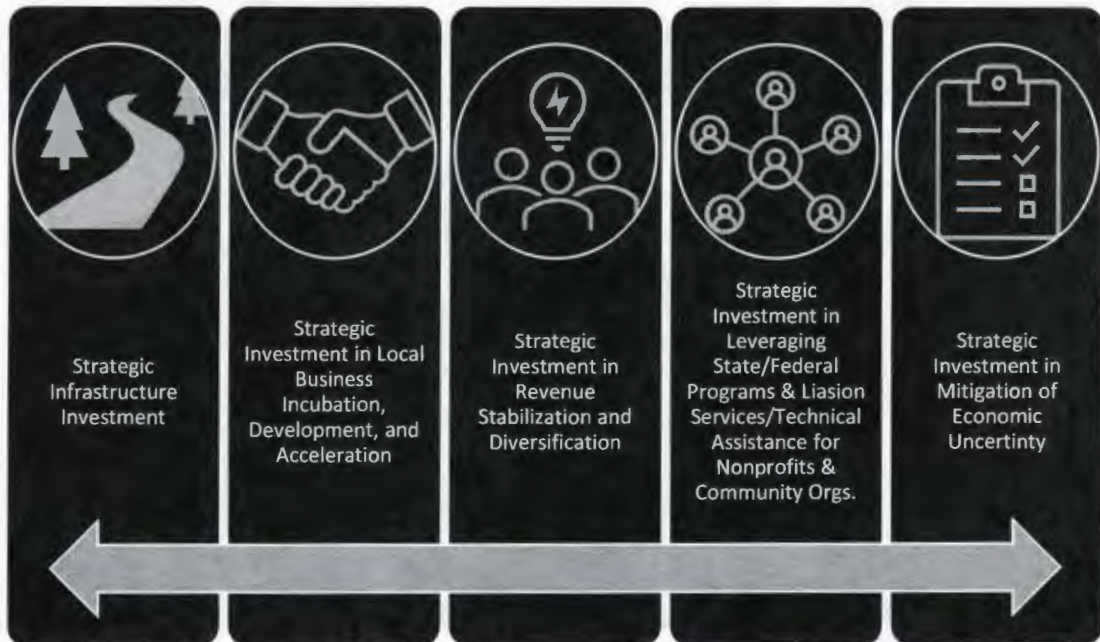 Strategic
Infrastructure
Investment
Strategic
Investment in Local
Business
Incubation,
Development, and
Acceleration
Strategic
Investment in
Revenue
Stabilization and
Diversification
Strategic
Investment in
Leveraging
State/Federal
Programs & Liasion
Services/Technical
Assistance for
Nonprofits &
Community Orgs.
Strategic
Investment in
Mitigation of
Economic
Uncertinty